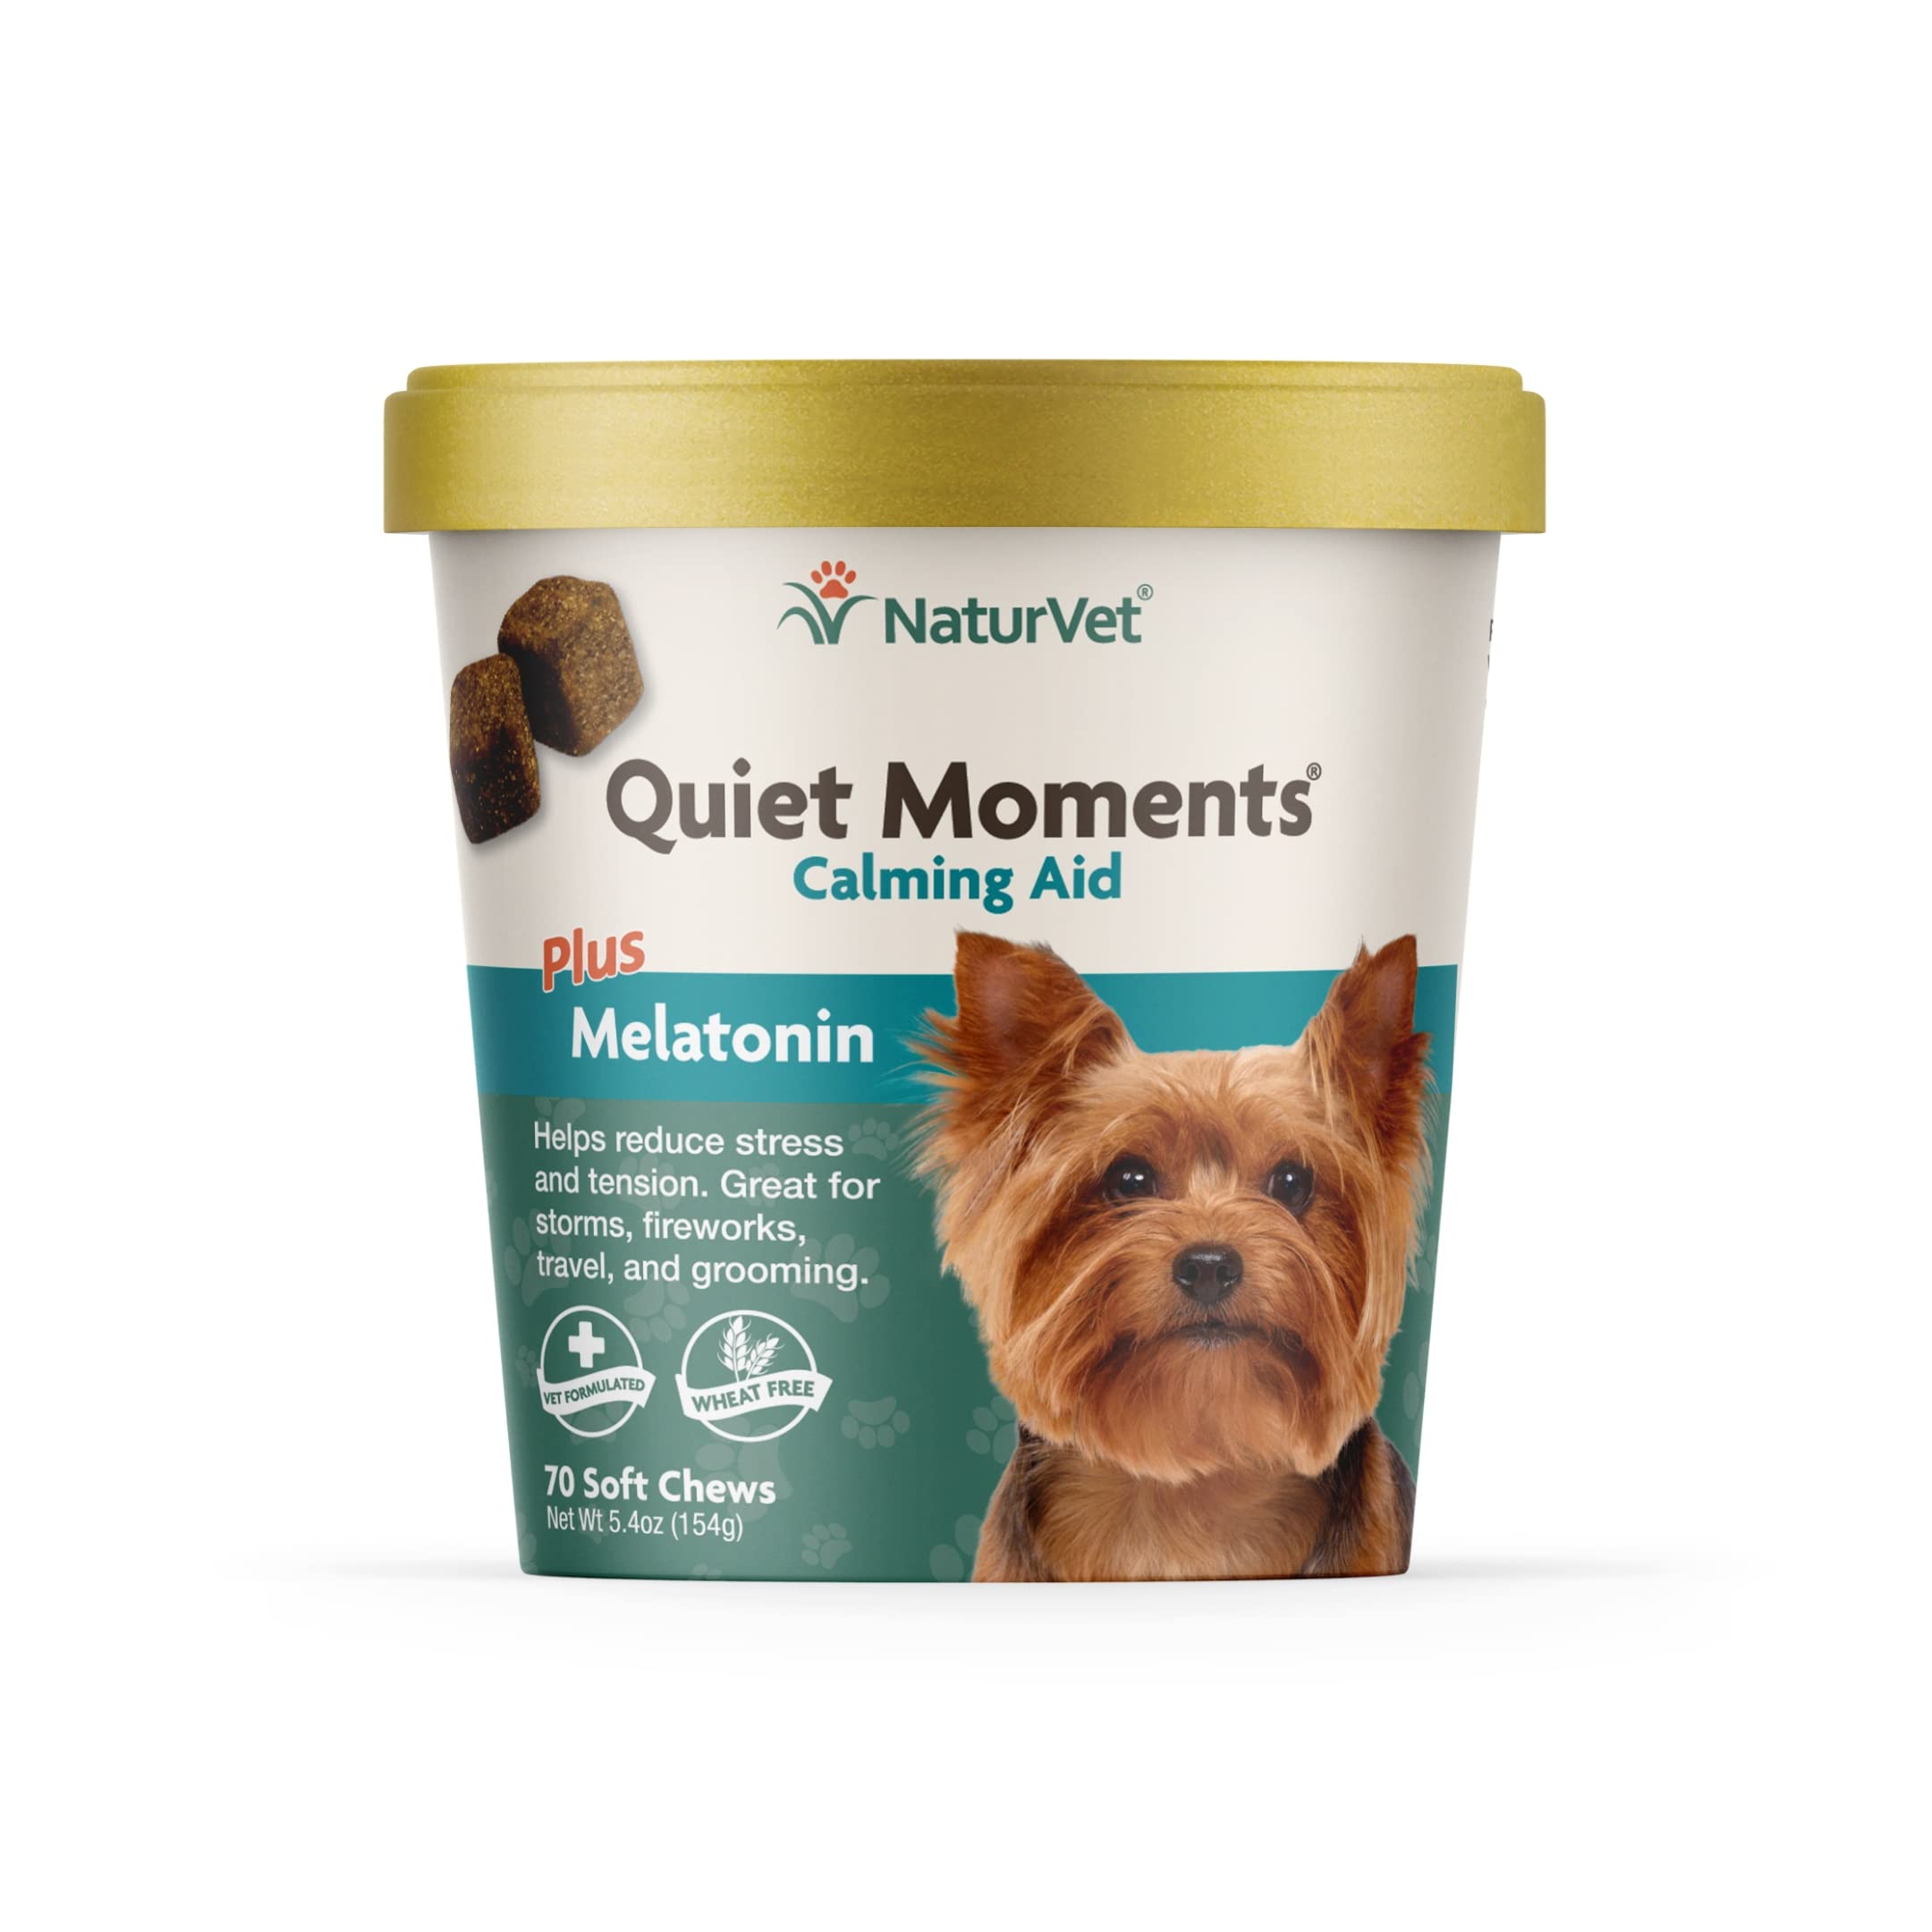 NaturVet®
Quiet Moments®
Calming Aid
Plus
Melatonin
Helps reduce stress
and tension. Great for
storms, fireworks,
travel, and grooming.
VET FORMULATED
WHEAT FREE
70 Soft Chews
Net Wt 5.4oz (154g)